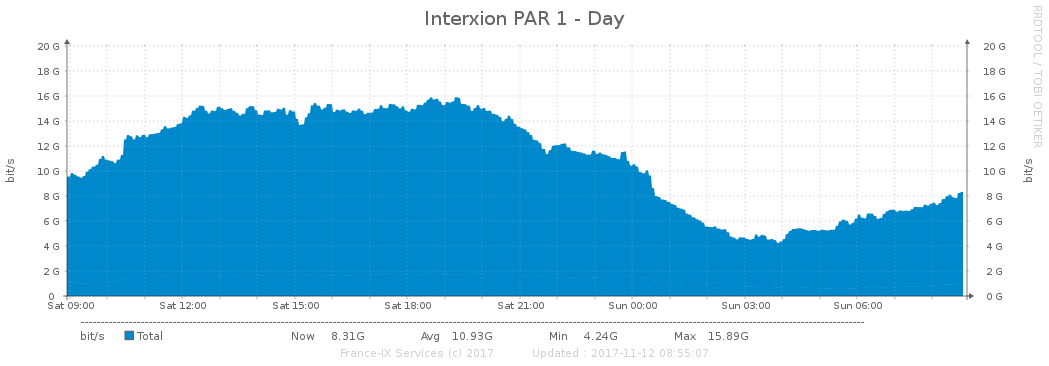 Interxion PAR 1 - Day
RRDTOOL / TOBI OETIKER
bit/s
20 G 20 G
18 G 18 G
16 G 16 G
14 G 14 G
12 G 12 G
10 G 10 G
8 G 8 G
6 G 6 G
4 G 4 G
2 G 2 G
0 0 G
bit/s
Sat 09:00 Sat 12:00 Sat 15:00 Sat 18:00 Sat 21:00 Sun 00:00 Sun 03:00 Sun 06:00
bit/s Total Now 8.31G Avg 10.93G Min 4.24G Max 15.89G
France-IX Services (c) 2017 Updated : 2017-11-12 08:55:07